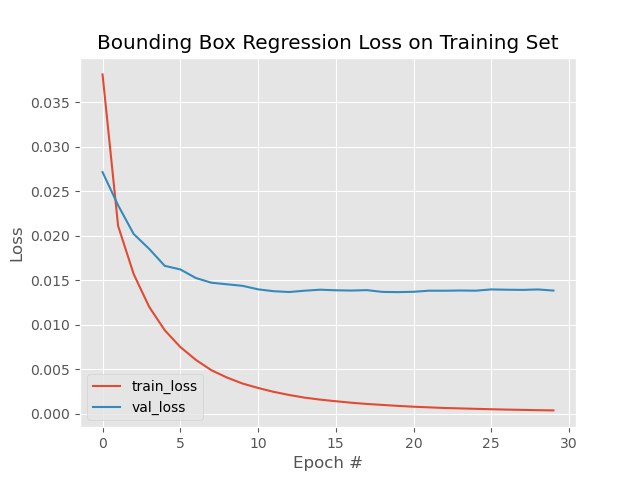 Bounding Box Regression Loss on Training Set
Loss
0.035
0.030
0.025
0.020
0.015
0.010
0.005
0.000
train_loss
val_loss
0 5 10 15 20 25 30
Epoch #